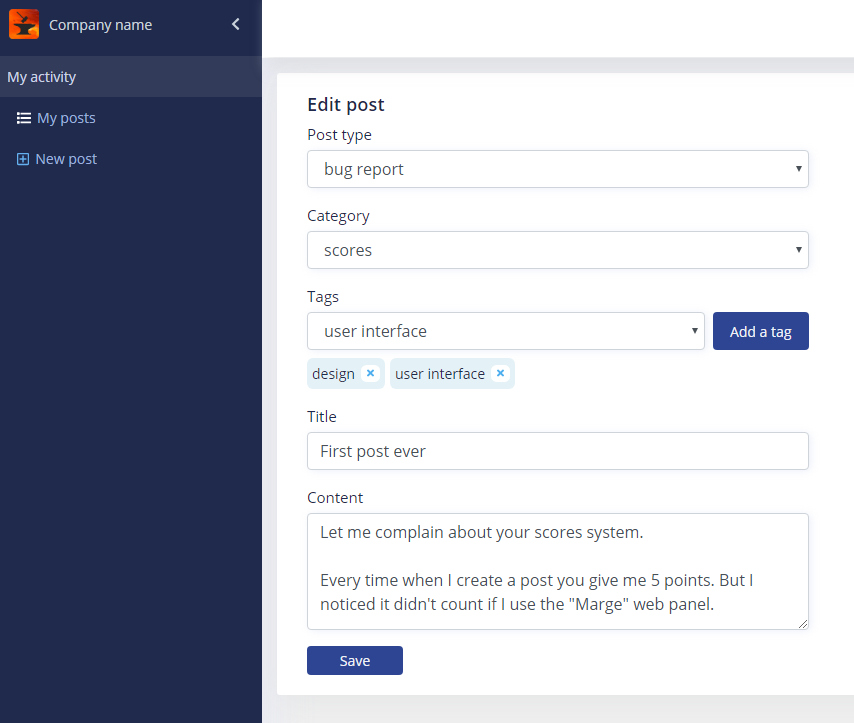 Company name
My activity
My posts
New post
Edit post
Post type
bug report
Category
scores
Tags
user interface
Add a tag
design
user interface
Title
First post ever
Content
Let me complain about your scores system.
Every time when I create a post you give me 5 points. But I
noticed it didn't count if I use the "Marge" web panel.
Save